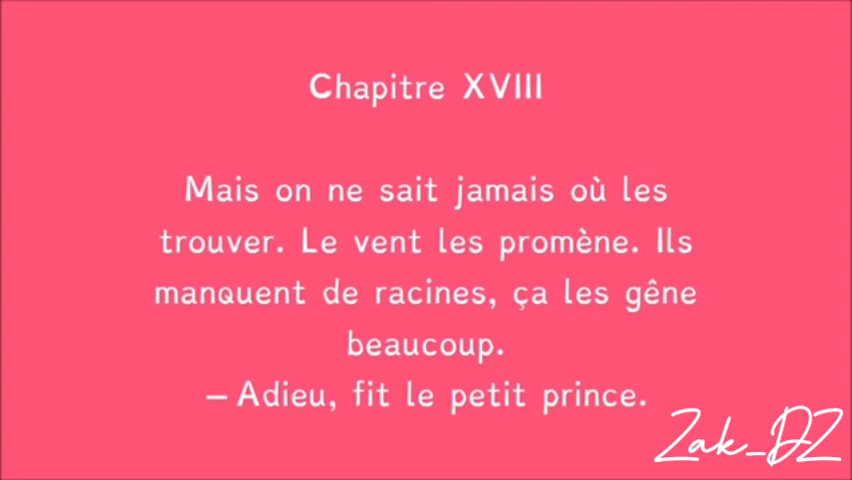 Chapitre XVIII
Mais on ne sait jamais où les
trouver. Le vent les promène. Ils
manquent de racines, ça les gêne
beaucoup.
– Adieu, fit le petit prince.
Zak_DZ